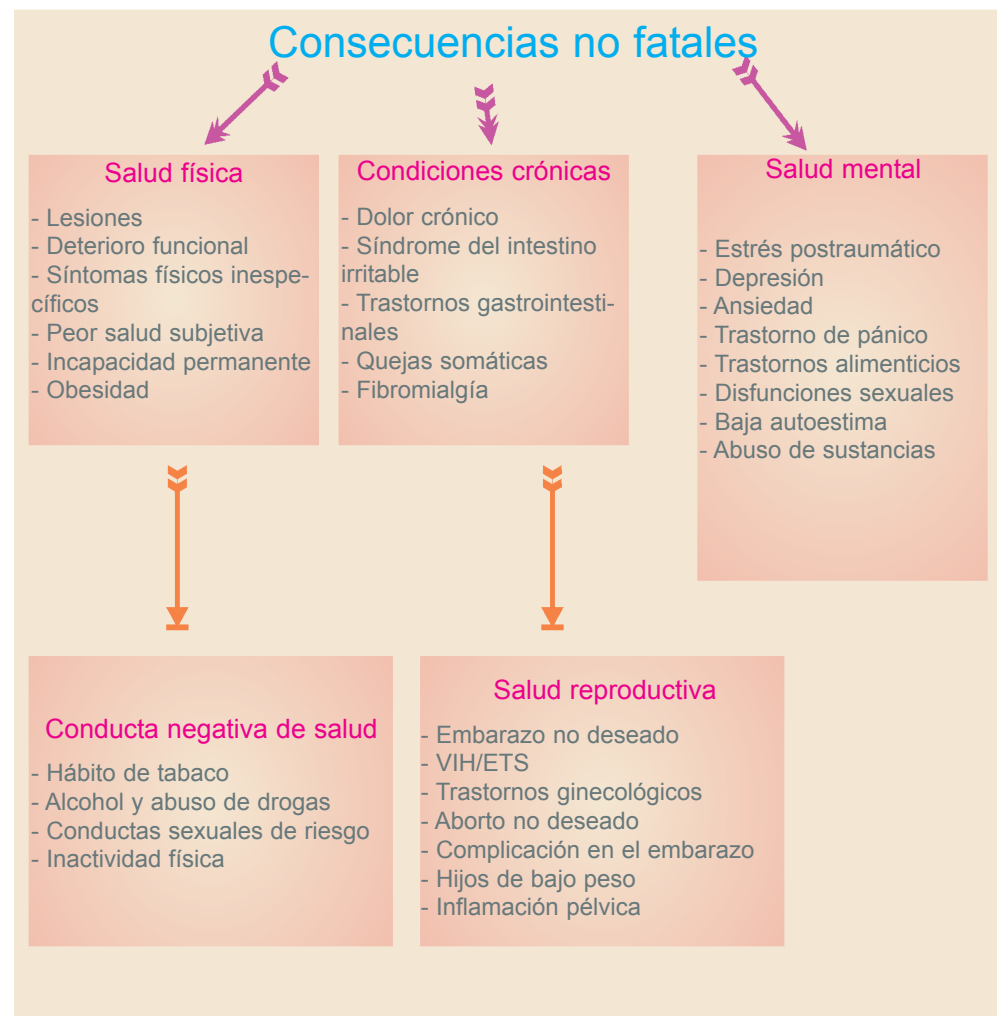 Consecuencias no fatales
Salud física
- Lesiones
- Deterioro funcional
- Síntomas físicos inespe-
cíficos
- Peor salud subjetiva
- Incapacidad permanente
- Obesidad
Condiciones crónicas
- Dolor crónico
- Síndrome del intestino
irritable
- Trastornos gastrointesti-
nales
- Quejas somáticas
- Fibromialgía
Salud mental
- Estrés postraumático
- Depresión
- Ansiedad
- Trastorno de pánico
- Trastornos alimenticios
- Disfunciones sexuales
- Baja autoestima
- Abuso de sustancias
Conducta negativa de salud
- Hábito de tabaco
- Alcohol y abuso de drogas
- Conductas sexuales de riesgo
- Inactividad física
Salud reproductiva
- Embarazo no deseado
- VIH/ETS
- Trastornos ginecológicos
- Aborto no deseado
- Complicación en el embarazo
- Hijos de bajo peso
- Inflamación pélvica